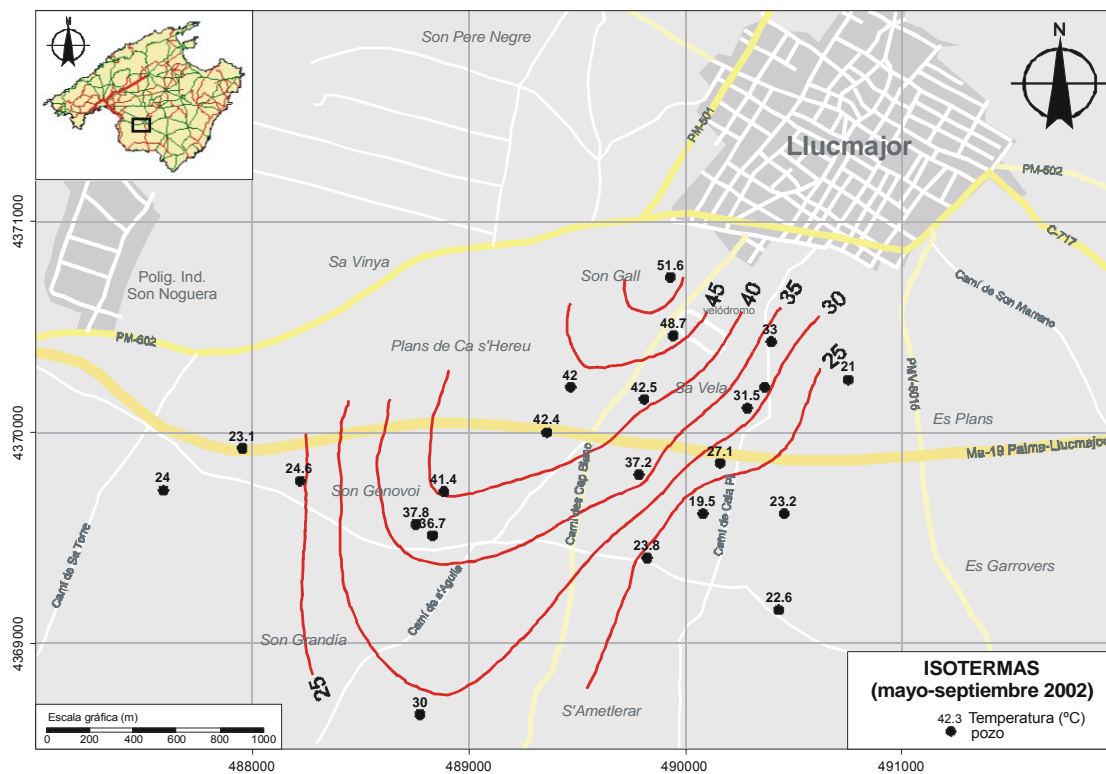 N
N
Son Pere Negre
PM-501
Llucmajor
PM-502
4371000
C-717
Sa Vinya
Polig. Ind.
Son Noguera
Son Gall
51.6
Camí de Son Marrano
45
40
35
30
velódromo
48.7
33
PM-602
Plans de Ca s'Hereu
25
21
PMV-5015
42
42.5
Sa Vela
31.5
Es Plans
4370000
23.1
42.4
Ma-19 Palma-Llucmajor
27.1
37.2
24
24.6
Son Genovoi
41.4
Camí des Cap Blanc
37.8
36.7
19.5
23.2
Camí de Cala Pi
23.8
Camí de Sa Torre
Camí de s'Agolla
Es Garrovers
22.6
4369000
Son Grandía
25
30
S'Ametlerar
Escala gráfica (m)
0 200 400 600 800 1000
ISOTERMAS
(mayo-septiembre 2002)
42.3 Temperatura (ºC)
pozo
488000
489000
490000
491000